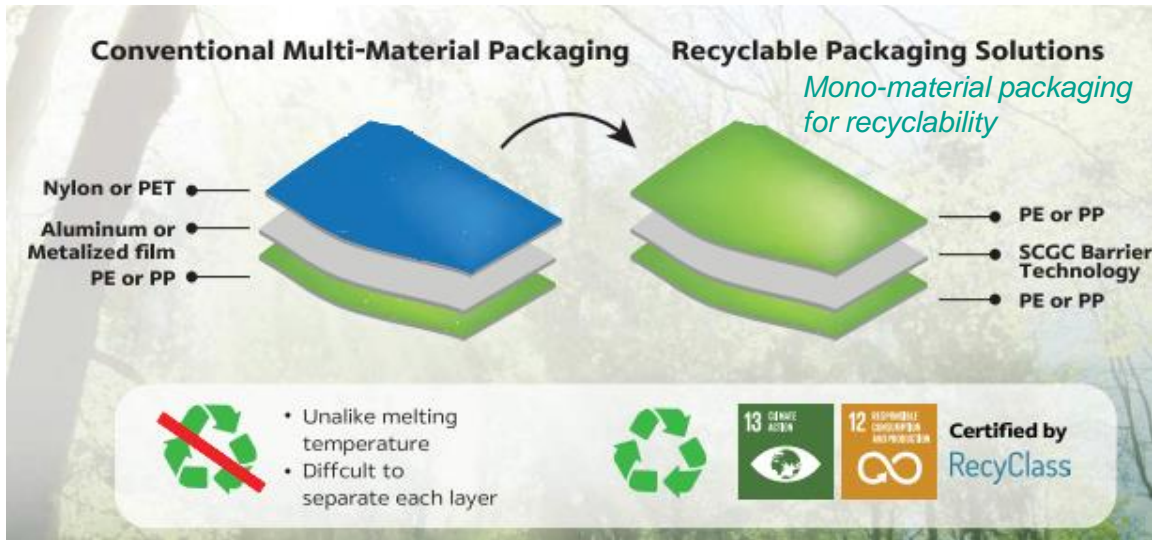 Conventional Multi-Material Packaging
Recyclable Packaging Solutions
Mono-material packaging
for recyclability
Nylon or PET
Aluminum or
Metalized film
PE or PP
PE or PP
SCGC Barrier
Technology
PE or PP
• Unalike melting
temperature
• Diffcult to
separate each layer
13 CLIMATE
ACTION
12 RESPONSIBLE
CONSUMPTION
AND PRODUCTION
Certified by
RecyClass